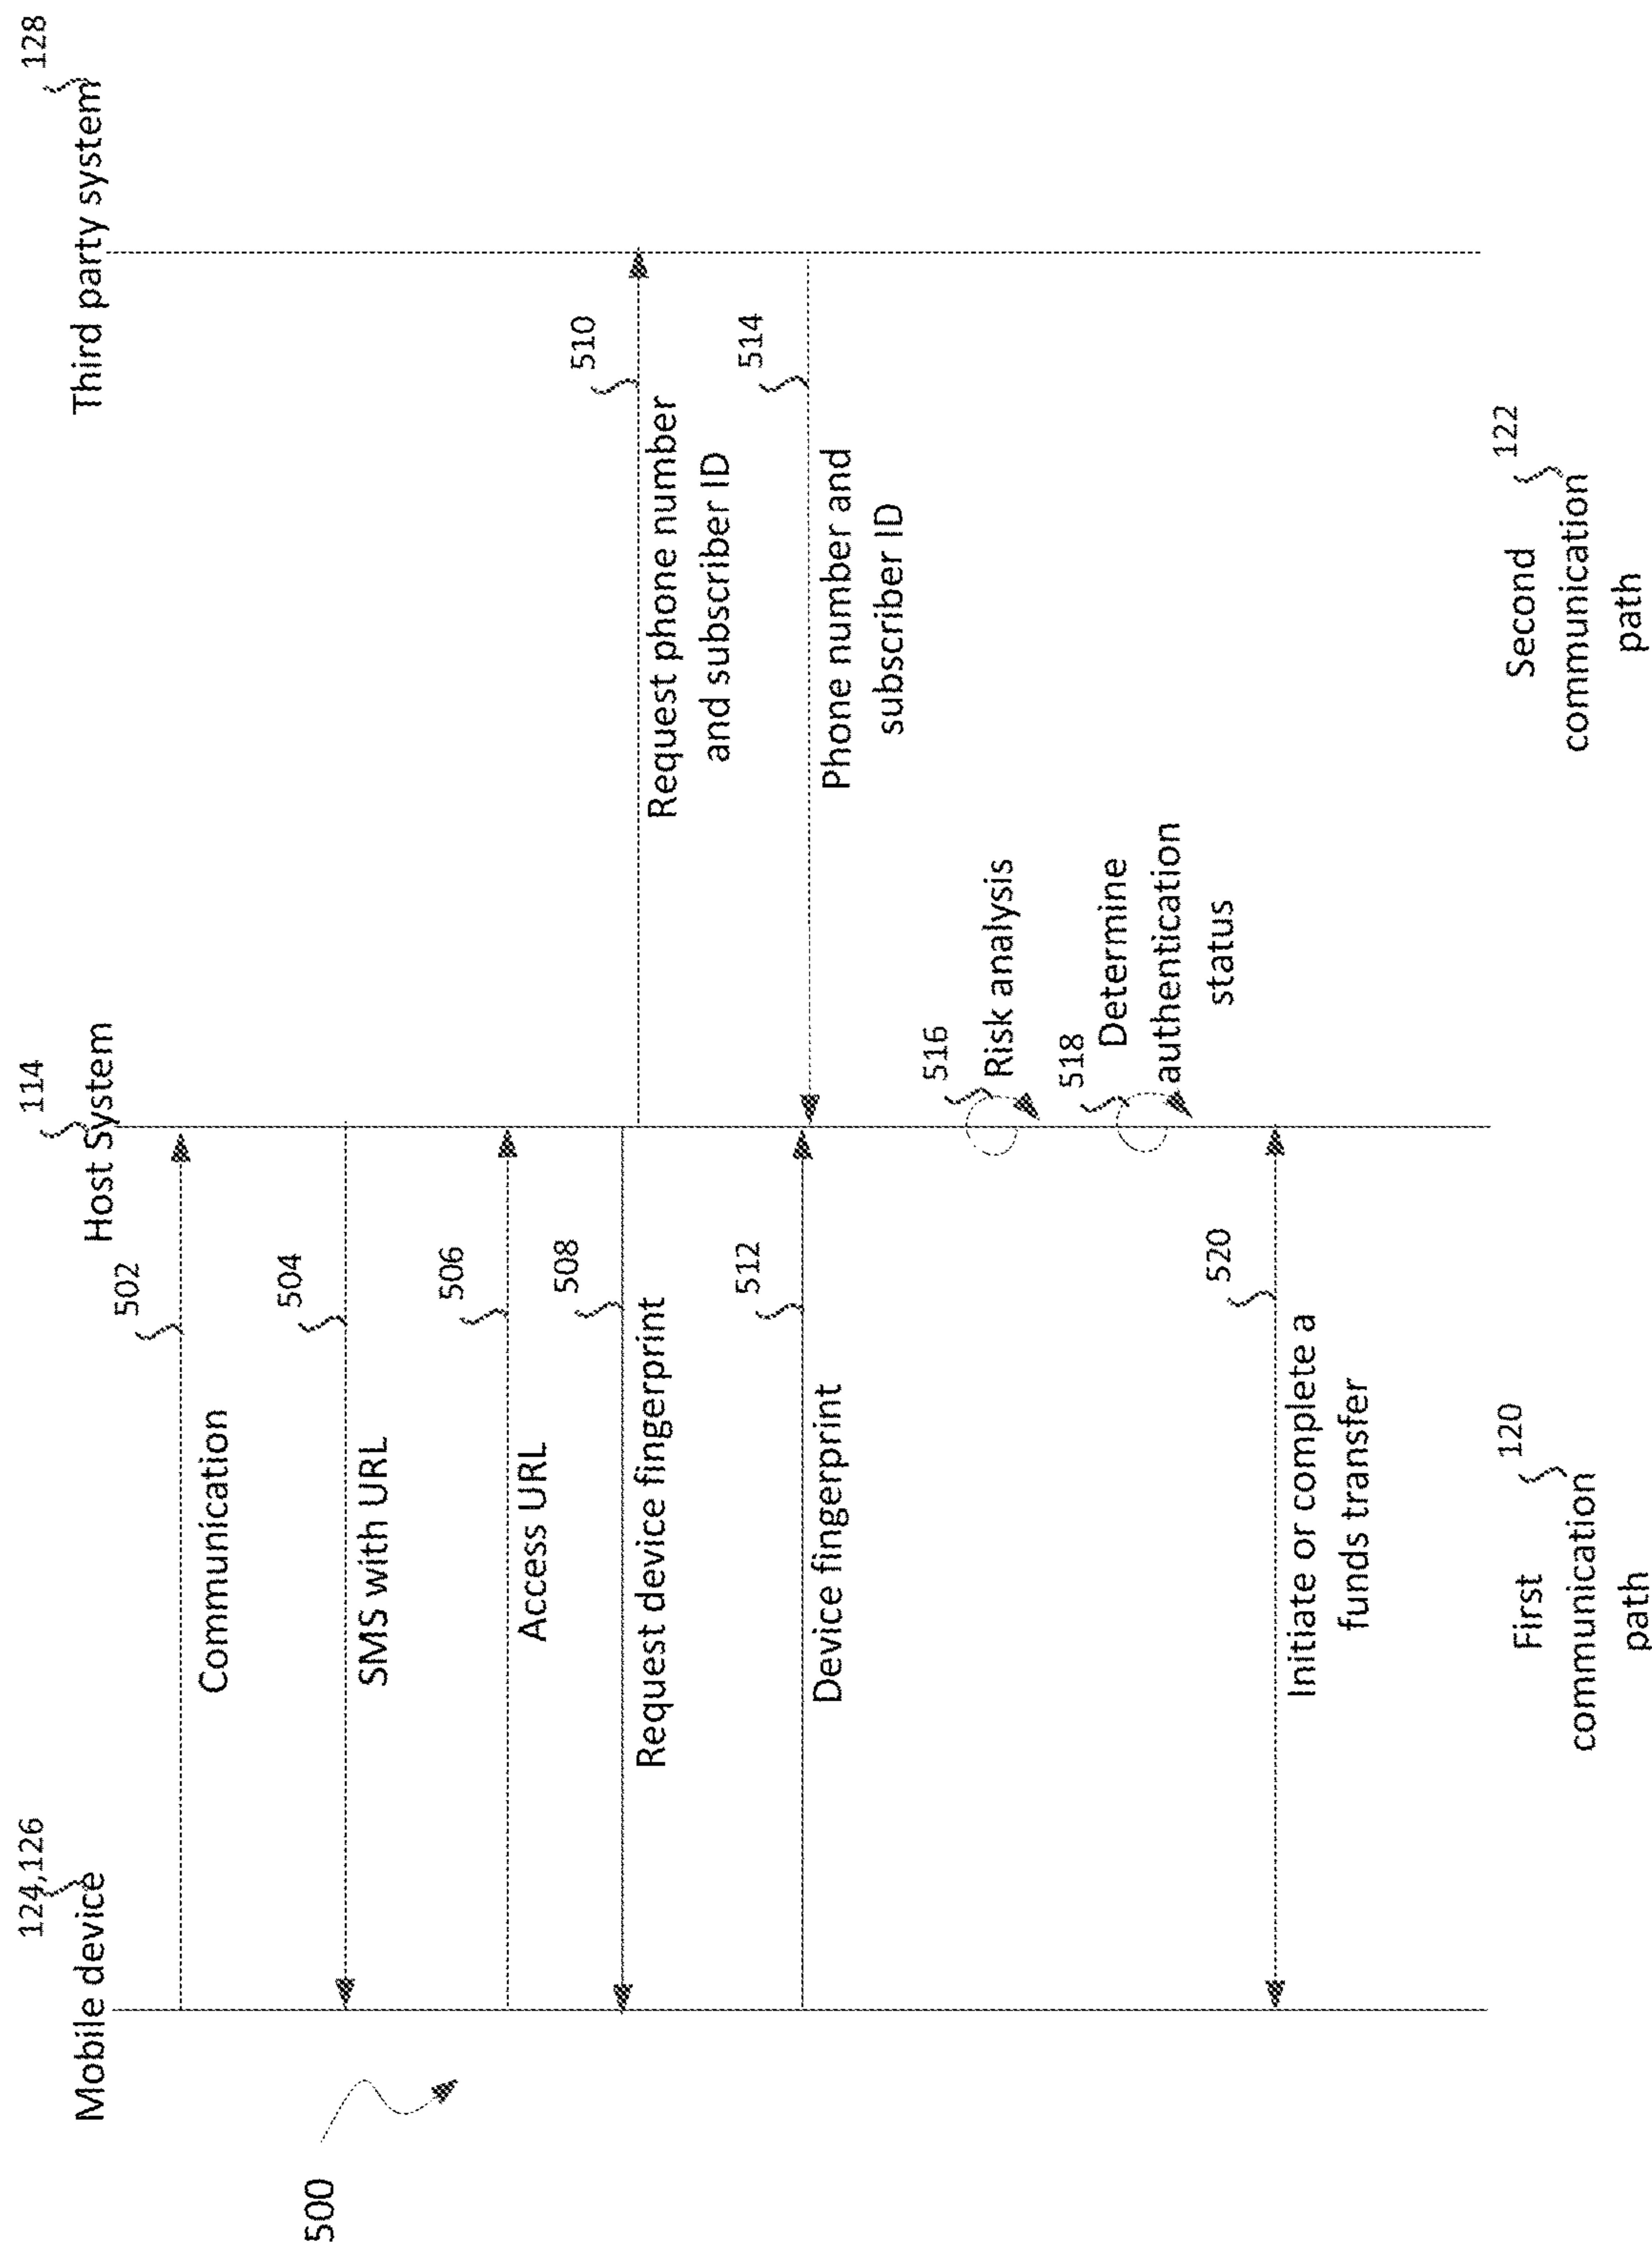 124,126
Mobile device
114
Host System
128
Third party system
502
Communication
504
SMS with URL
506
Access URL
508
Request device fingerprint
510
Request phone number
and subscriber ID
512
Device fingerprint
514
Phone number and
subscriber ID
516
Risk analysis
518
Determine
authentication
status
520
Initiate or complete a
funds transfer
500
120
First
communication
path
122
Second
communication
path